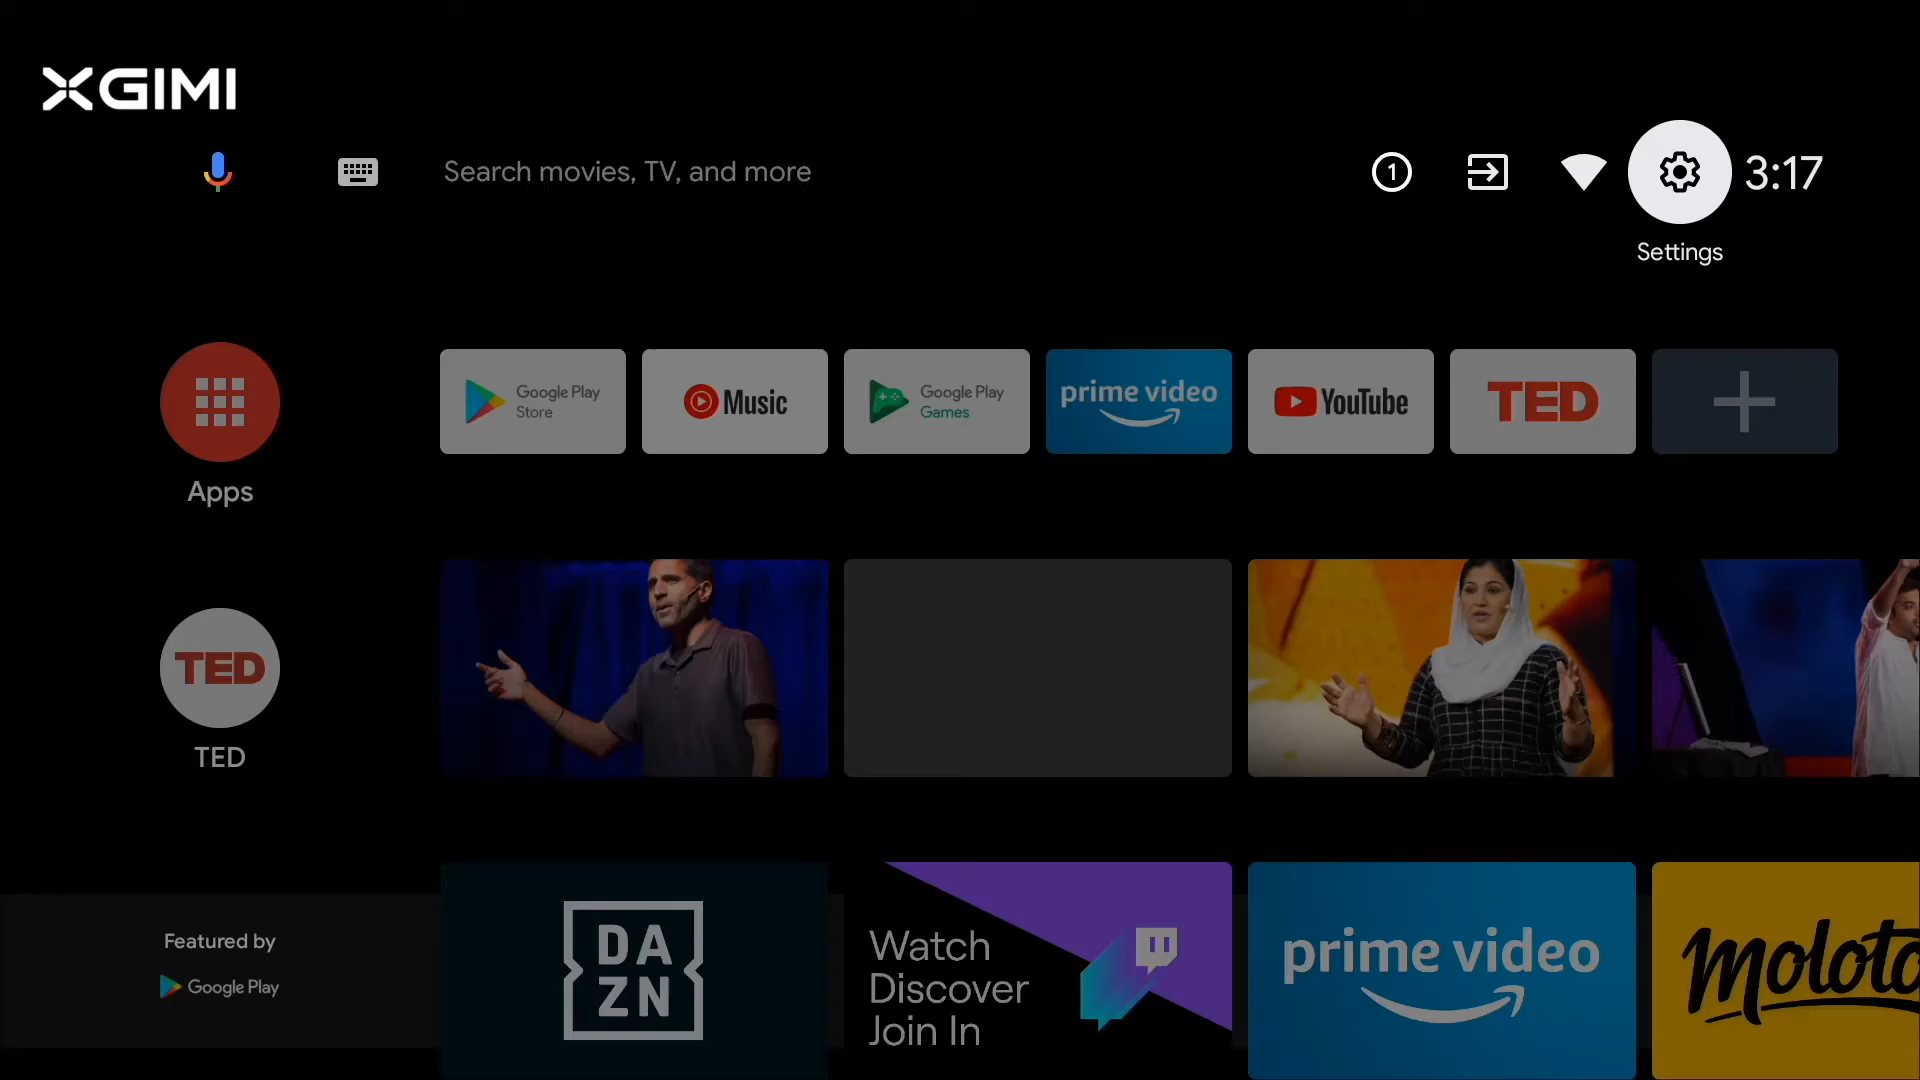 XGIMI
Search movies, TV, and more
1
3:17
Settings
Google Play
Store
Music
Google Play
Games
prime video
YouTube
TED
Apps
TED
TED
Featured by
Google Play
DA
ZN
Watch
Discover
Join In
prime video
moloto